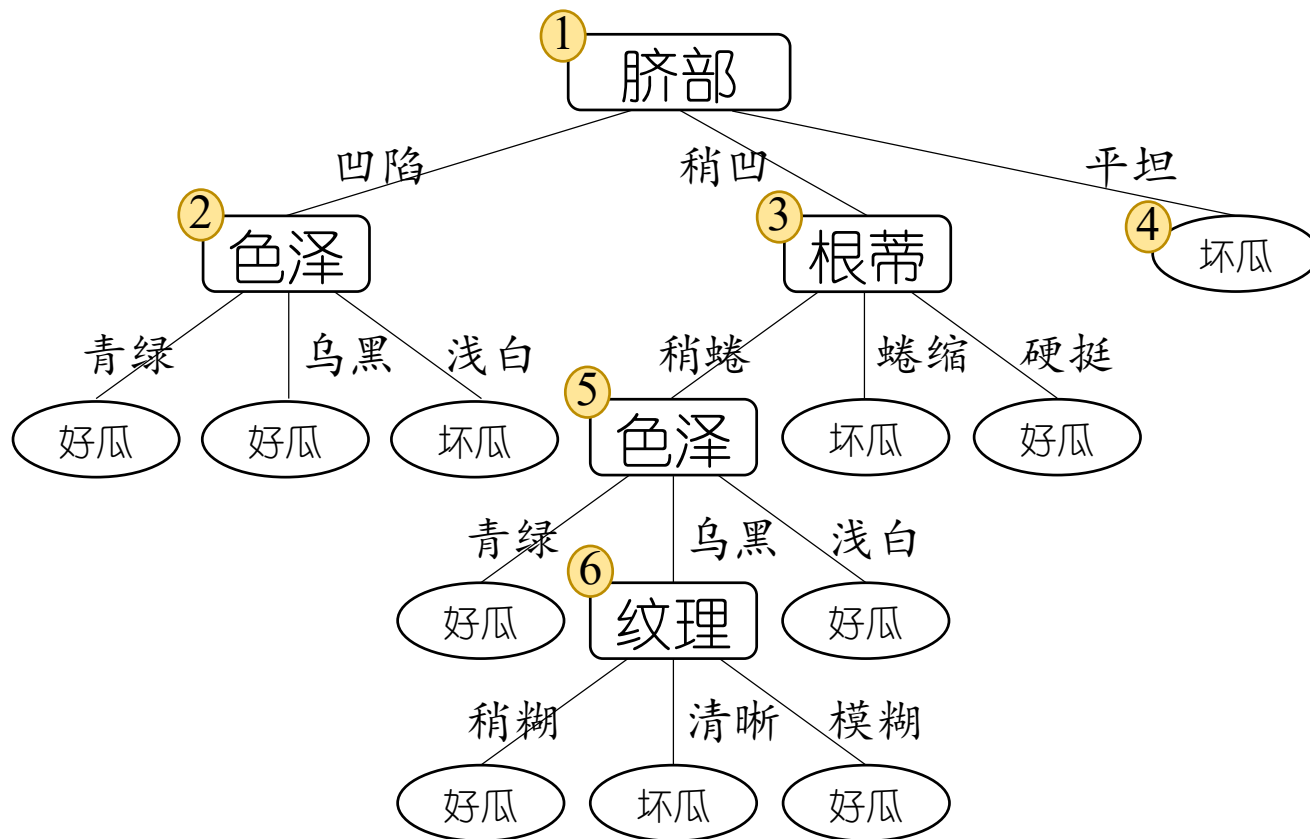 1
脐部
凹陷 稍凹 平坦
2 3 4
色泽 根蒂 坏瓜
青绿 乌黑 浅白 稍蜷 蜷缩 硬挺
5
好瓜 好瓜 坏瓜 色泽 坏瓜 好瓜
青绿 乌黑 浅白
6
好瓜 纹理 好瓜
稍糊 清晰 模糊
好瓜 坏瓜 好瓜